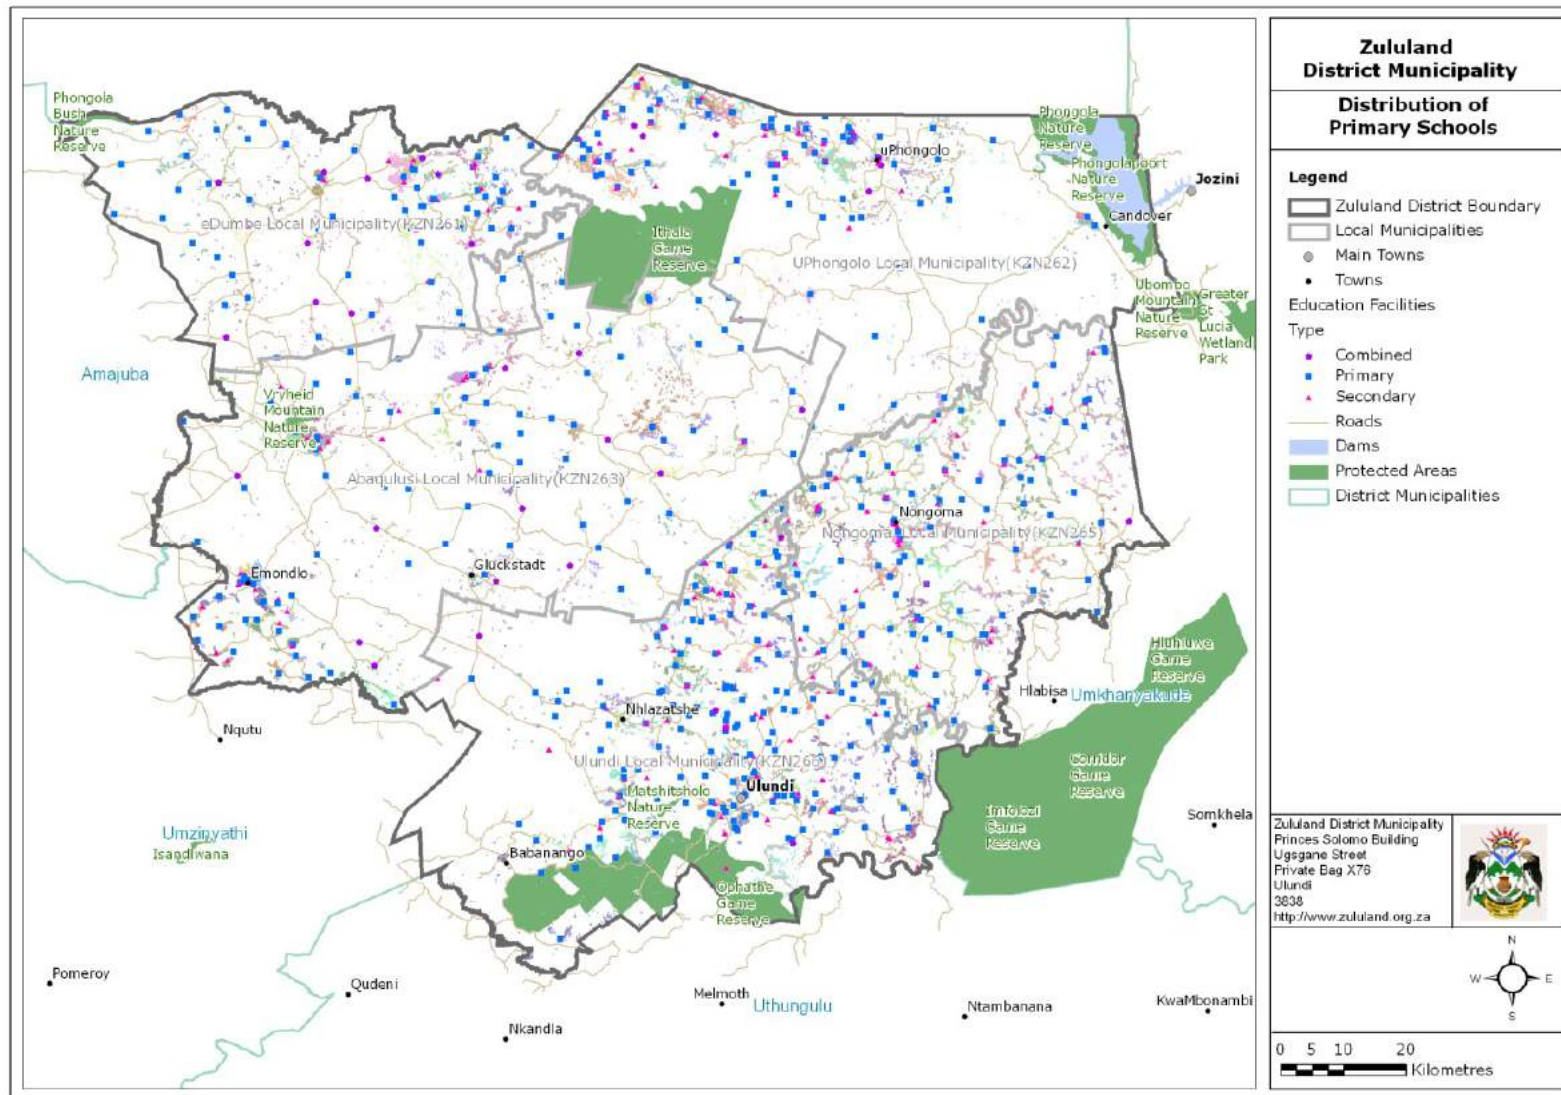 Phongola
Bush
Nature
Reserve
Phongola
Nature
Reserve
uPhongolo
Phongolapoort
Nature
Reserve
Jozini
Candover
eDumbe Local Municipality(KZN261)
Ithala
Game
Reserve
UPhongolo Local Municipality(KZN262)
Ubombo
Mountain
Nature
Reserve
Greater
St
Lucia
Wetland
Park
Amajuba
Vryheid
Mountain
Nature
Reserve
Abaqulusi Local Municipality(KZN263)
Nongoma
Nongoma Local Municipality(KZN265)
Emondlo
Gluckstadt
Hluhluwe
Game
Reserve
Hlabisa
Umkhanyakude
Nhlazatshe
Nqutu
Ulundi Local Municipality(KZN266)
Corridor
Game
Reserve
Matshitsholo
Nature
Reserve
Ulundi
Imfolozi
Game
Reserve
Somkhela
Umzinyathi
Isandlwana
Babanango
Ophathe
Game
Reserve
Pomeroy
Qudeni
Melmoth
Uthungulu
Ntambanana
KwaMbonambi
Nkandla
Zululand
District Municipality
Distribution of
Primary Schools
Legend
Zululand District Boundary
Local Municipalities
Main Towns
Towns
Education Facilities
Type
Combined
Primary
Secondary
Roads
Dams
Protected Areas
District Municipalities
Zululand District Municipality
Princes Solomo Building
Ugsgane Street
Private Bag X76
Ulundi
3838
http://www.zululand.org.za
N
W E
S
0 5 10 20
Kilometres